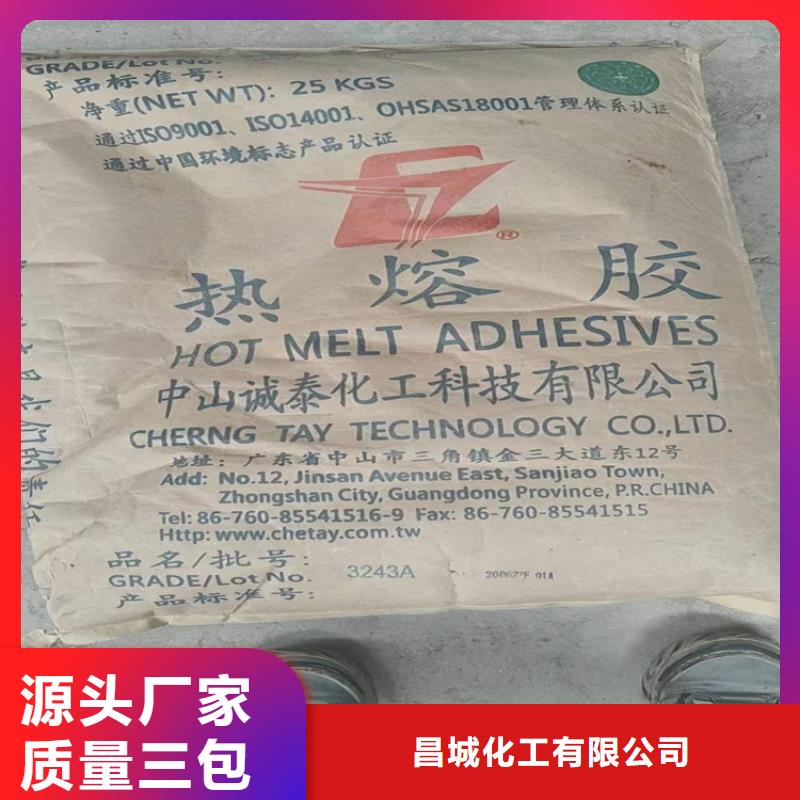 GRADE/Lot No.
产品标准号:
净重(NET WT): 25 KGS
通过ISO9001、ISO14001、OHSAS18001管理体系认证
通过中国环境标志产品认证
®
热熔胶
HOT MELT ADHESIVES
中山诚泰化工科技有限公司
CHERNG TAY TECHNOLOGY CO.,LTD.
地址: 广东省中山市三角镇金三大道东12号
Add: No.12, Jinsan Avenue East, Sanjiao Town,
Zhongshan City, Guangdong Province, P.R.CHINA
Tel: 86-760-85541516-9 Fax: 86-760-85541515
Http: www.chetay.com.tw
品名/批号:
GRADE/Lot No. 3243A 200627F 01A
产品标准号:
们的责任
源头厂家
质量三包
昌城化工有限公司